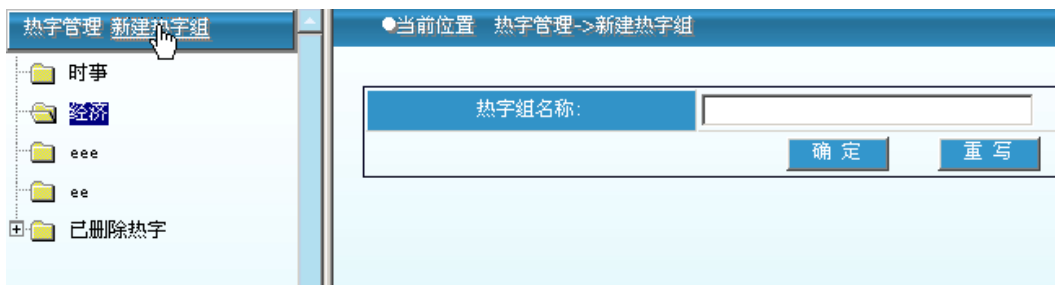 热字管理 新建热字组
时事
经济
eee
ee
已删除热字
●当前位置 热字管理->新建热字组
热字组名称:
确 定 重 写